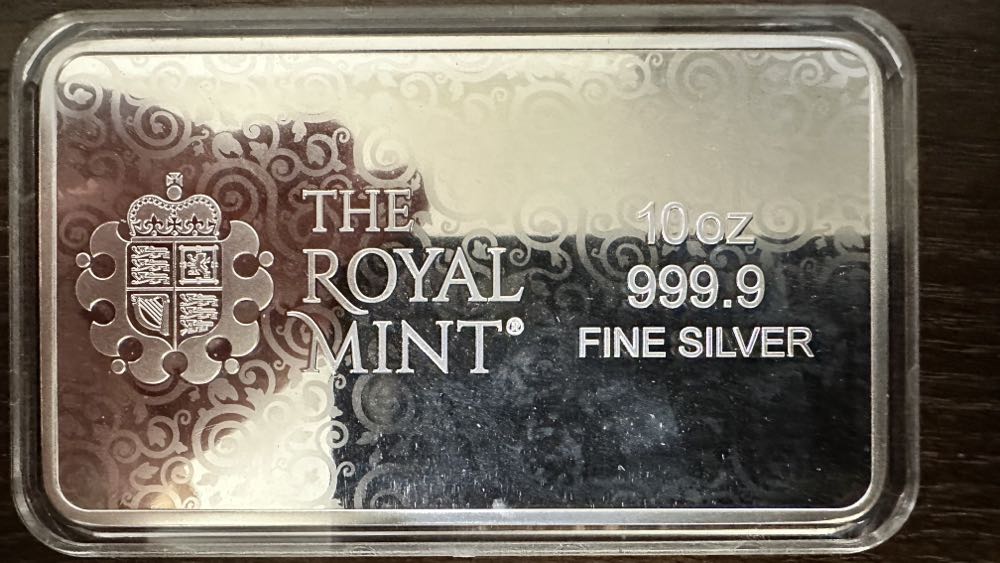 THE
ROYAL
MINT®
10 oz
999.9
FINE SILVER